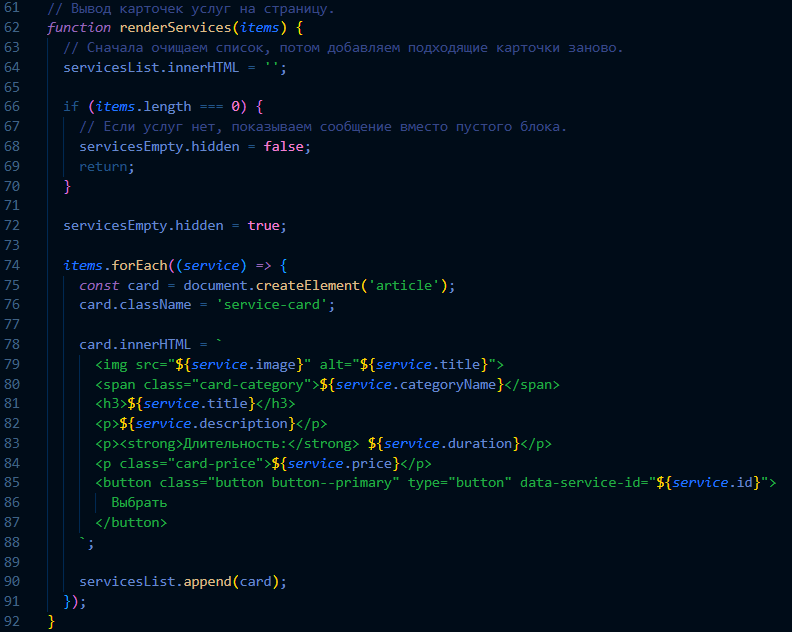 61 // Вывод карточек услуг на страницу.
62 function renderServices(items) {
63 // Сначала очищаем список, потом добавляем подходящие карточки заново.
64 servicesList.innerHTML = '';
65
66 if (items.length === 0) {
67 // Если услуг нет, показываем сообщение вместо пустого блока.
68 servicesEmpty.hidden = false;
69 return;
70 }
71
72 servicesEmpty.hidden = true;
73
74 items.forEach((service) => {
75 const card = document.createElement('article');
76 card.className = 'service-card';
77
78 card.innerHTML = `
79 <img src="${service.image}" alt="${service.title}">
80 <span class="card-category">${service.categoryName}</span>
81 <h3>${service.title}</h3>
82 <p>${service.description}</p>
83 <p><strong>Длительность:</strong> ${service.duration}</p>
84 <p class="card-price">${service.price}</p>
85 <button class="button button--primary" type="button" data-service-id="${service.id}">
86 Выбрать
87 </button>
88 `;
89
90 servicesList.append(card);
91 });
92 }